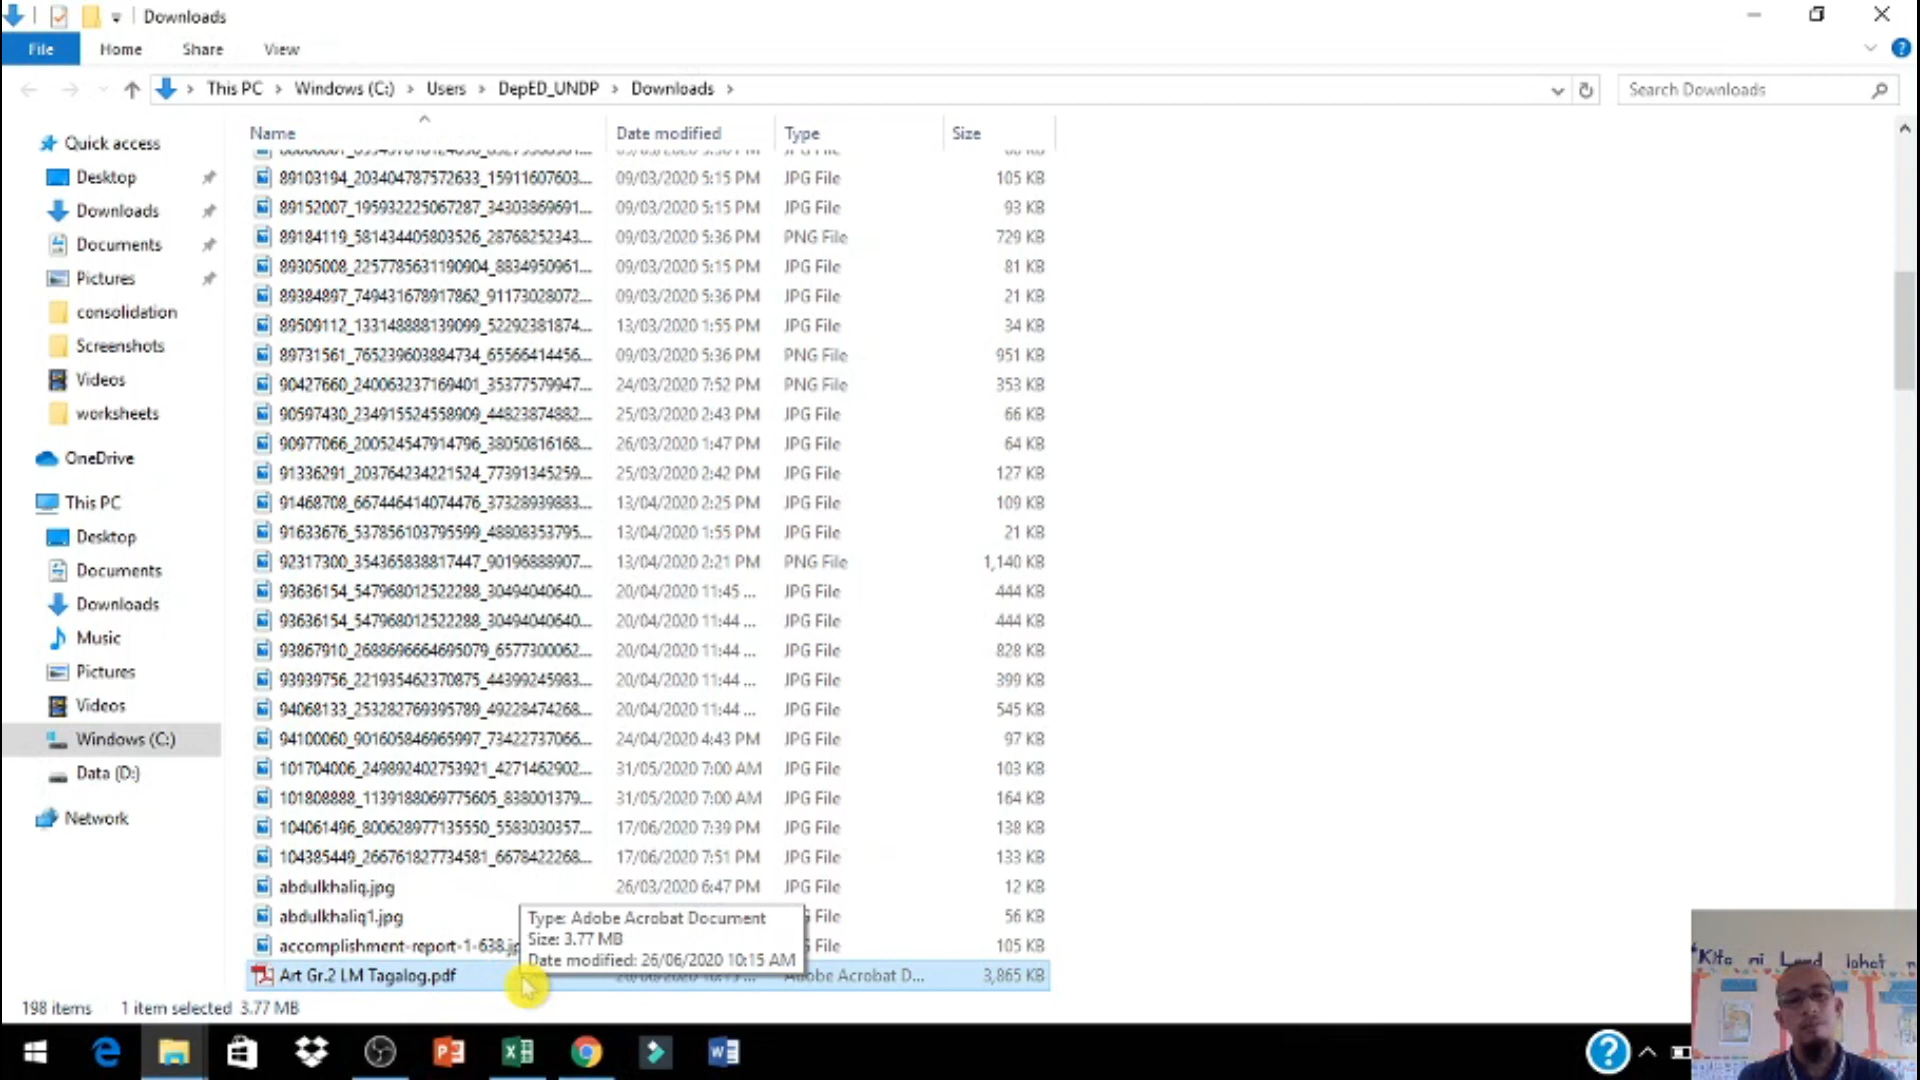 Downloads
File Home Share View
This PC > Windows (C:) > Users > DepED_UNDP > Downloads >
Search Downloads
Name Date modified Type Size
89103194_203404787572633_15911607603... 09/03/2020 5:15 PM JPG File 105 KB
89152007_195932225067287_34303869691... 09/03/2020 5:15 PM JPG File 93 KB
89184119_581434405803526_28768252343... 09/03/2020 5:36 PM PNG File 729 KB
89305008_2257785631190904_8834950961... 09/03/2020 5:15 PM JPG File 81 KB
89384897_749431678917862_91173028072... 09/03/2020 5:36 PM JPG File 21 KB
89509112_133148888139099_52292381874... 13/03/2020 1:55 PM JPG File 34 KB
89731561_765239603884734_65566414456... 09/03/2020 5:36 PM PNG File 951 KB
90427660_240063237169401_35377579947... 24/03/2020 7:52 PM PNG File 353 KB
90597430_234915524558909_44823874882... 25/03/2020 2:43 PM JPG File 66 KB
90977066_200524547914796_38050816168... 26/03/2020 1:47 PM JPG File 64 KB
91336291_203764234221524_77391345259... 25/03/2020 2:42 PM JPG File 127 KB
91468708_667446414074476_37328939883... 13/04/2020 2:25 PM JPG File 109 KB
91633676_537856103795599_48808353795... 13/04/2020 1:55 PM JPG File 21 KB
92317300_354365838817447_90196888907... 13/04/2020 2:21 PM PNG File 1,140 KB
93636154_547968012522288_30494040640... 20/04/2020 11:45 ... JPG File 444 KB
93636154_547968012522288_30494040640... 20/04/2020 11:44 ... JPG File 444 KB
93867910_2688696664695079_6577300062... 20/04/2020 11:44 ... JPG File 828 KB
93939756_221935462370875_44399245983... 20/04/2020 11:44 ... JPG File 399 KB
94068133_253282769395789_49228474268... 20/04/2020 11:44 ... JPG File 545 KB
94100060_901605846965997_73422737066... 24/04/2020 4:43 PM JPG File 97 KB
101704006_249892402753921_4271462902... 31/05/2020 7:00 AM JPG File 103 KB
101808888_1139188069775605_838001379... 31/05/2020 7:00 AM JPG File 164 KB
104061496_800628977135550_5583030357... 17/06/2020 7:39 PM JPG File 138 KB
104385449_266761827734581_6678422268... 17/06/2020 7:51 PM JPG File 133 KB
abdulkhaliq.jpg 26/03/2020 6:47 PM JPG File 12 KB
abdulkhaliq1.jpg File 56 KB
accomplishment-report-1-638.jp File 105 KB
Art Gr.2 LM Tagalog.pdf Adobe Acrobat D... 3,865 KB
Type: Adobe Acrobat Document
Size: 3.77 MB
Date modified: 26/06/2020 10:15 AM
Quick access
Desktop
Downloads
Documents
Pictures
consolidation
Screenshots
Videos
worksheets
OneDrive
This PC
Desktop
Documents
Downloads
Music
Pictures
Videos
Windows (C:)
Data (D:)
Network
198 items 1 item selected 3.77 MB